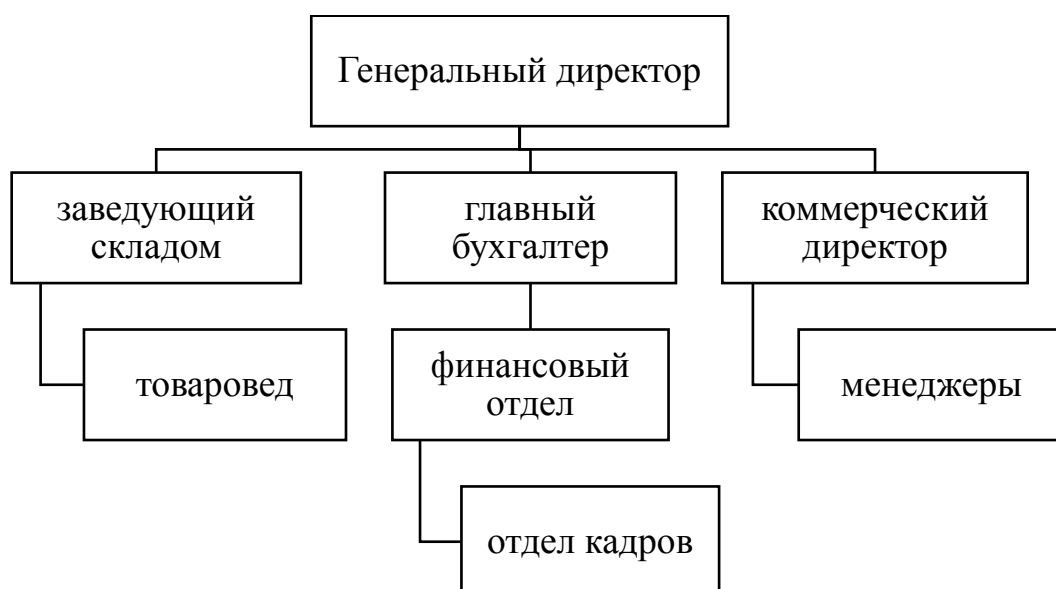 Генеральный директор
заведующий
складом
главный
бухгалтер
коммерческий
директор
товаровед
финансовый
отдел
менеджеры
отдел кадров